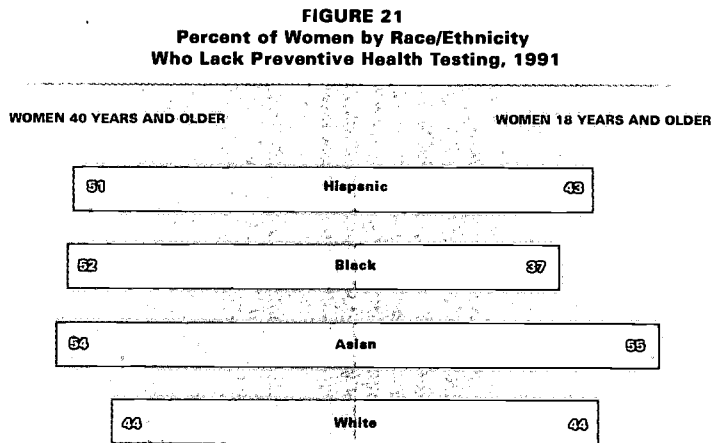 FIGURE 21
Percent of Women by Race/Ethnicity
Who Lack Preventive Health Testing, 1991
WOMEN 40 YEARS AND OLDER WOMEN 18 YEARS AND OLDER
51 Hispanic 43
52 Black 37
54 Asian 55
44 White 44